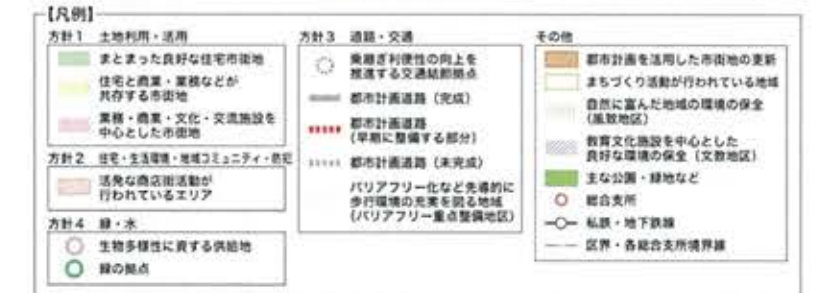 【凡例】
方針1 土地利用・活用
まとまった良好な住宅市街地
住宅と商業・業務などが
共存する市街地
業務・商業・文化・交流施設を
中心とした市街地
方針2 住宅・生活環境・地域コミュニティ・防犯
活発な商店街活動が
行われているエリア
方針4 緑・水
生物多様性に資する供給地
緑の拠点
方針3 道路・交通
乗継ぎ利便性の向上を
推進する交通結節拠点
都市計画道路（完成）
都市計画道路
（早期に整備する部分）
都市計画道路（未完成）
バリアフリー化など先導的に
歩行環境の充実を図る地域
（バリアフリー重点整備地区）
その他
都市計画を活用した市街地の更新
まちづくり活動が行われている地域
自然に富んだ地域の環境の保全
（風致地区）
教育文化施設を中心とした
良好な環境の保全（文教地区）
主な公園・緑地など
総合支所
私鉄・地下鉄線
区界・各総合支所境界線